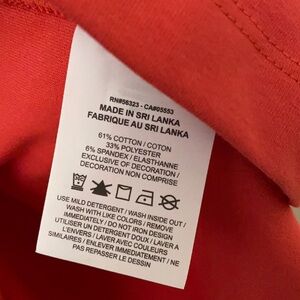 RN#56323 - CA#05553
MADE IN SRI LANKA
FABRIQUE AU SRI LANKA
61% COTTON / COTON
33% POLYESTER
6% SPANDEX / ELASTHANNE
EXCLUSIVE OF DECORATION /
DECORATION NON COMPRISE
USE MILD DETERGENT / WASH INSIDE OUT /
WASH WITH LIKE COLORS / REMOVE
IMMEDIATELY / DO NOT IRON DESIGN
UTILISER UN DETERGENT DOUX / LAVER A
L'ENVERS / LAVER AVEC COULEURS
SIMILAIRES / ENLEVER IMMEDIATEMENT / NE
PAS REPASSER LE DESSIN